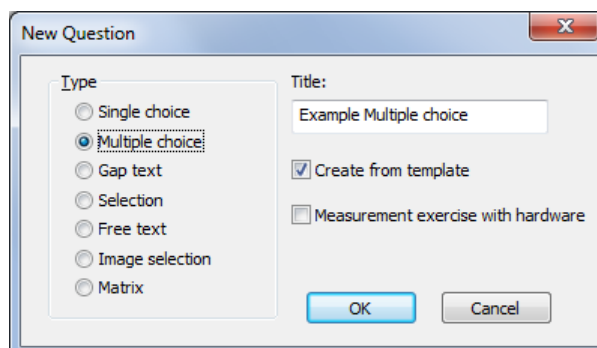 New Question
Type
Single choice
Multiple choice
Gap text
Selection
Free text
Image selection
Matrix
Title:
Example Multiple choice
Create from template
Measurement exercise with hardware
OK
Cancel